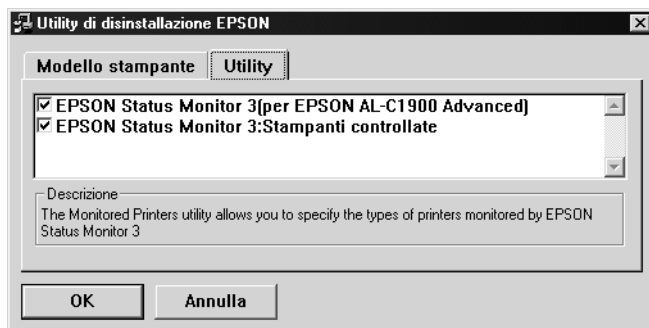 Utility di disinstallazione EPSON
Modello stampante
Utility
EPSON Status Monitor 3(per EPSON AL-C1900 Advanced)
EPSON Status Monitor 3:Stampanti controllate
Descrizione
The Monitored Printers utility allows you to specify the types of printers monitored by EPSON
Status Monitor 3
OK
Annulla